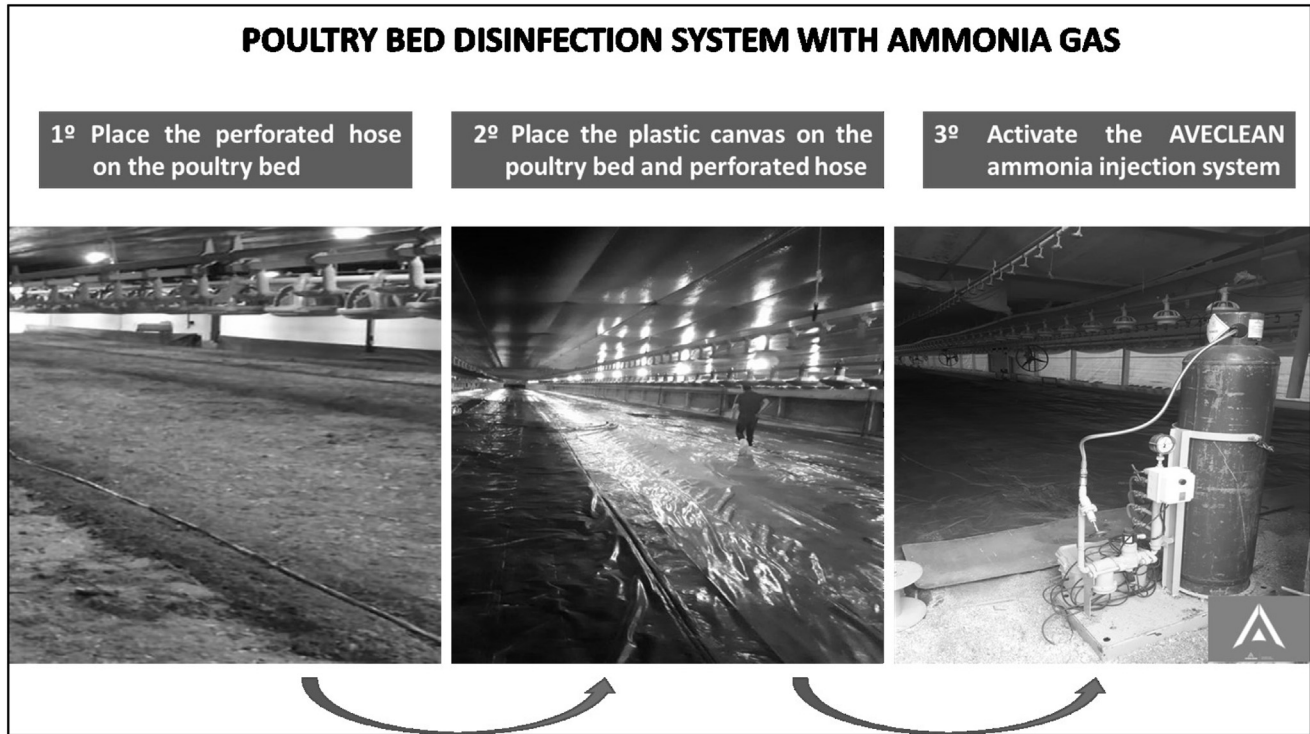 POULTRY BED DISINFECTION SYSTEM WITH AMMONIA GAS
1º Place the perforated hose
on the poultry bed
2º Place the plastic canvas on the
poultry bed and perforated hose
3º Activate the AVECLEAN
ammonia injection system